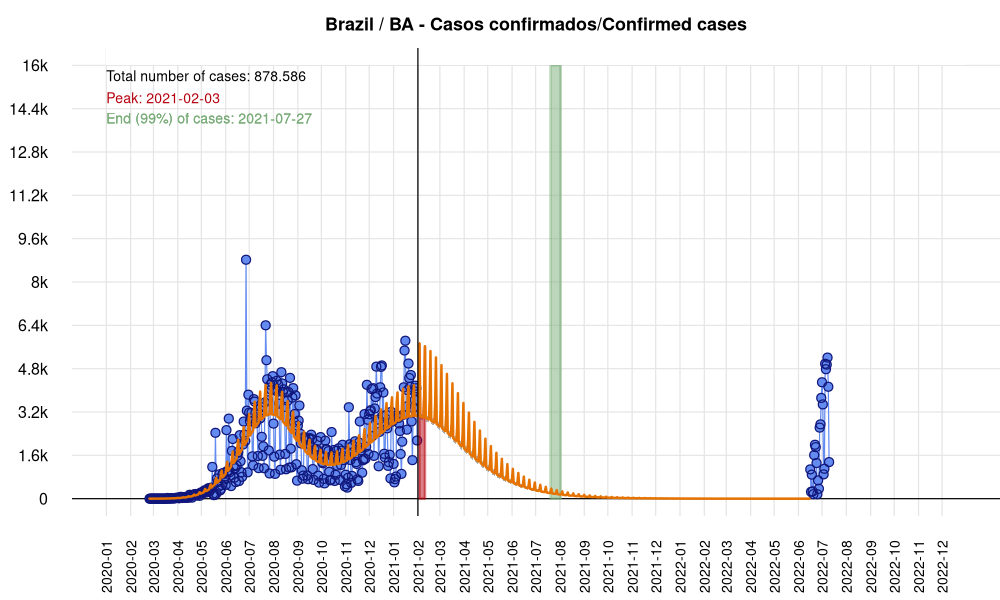 Brazil / BA - Casos confirmados/Confirmed cases
Total number of cases: 878.586
Peak: 2021-02-03
End (99%) of cases: 2021-07-27
16k
14.4k
12.8k
11.2k
9.6k
8k
6.4k
4.8k
3.2k
1.6k
0
2020-01
2020-02
2020-03
2020-04
2020-05
2020-06
2020-07
2020-08
2020-09
2020-10
2020-11
2020-12
2021-01
2021-02
2021-03
2021-04
2021-05
2021-06
2021-07
2021-08
2021-09
2021-10
2021-11
2021-12
2022-01
2022-02
2022-03
2022-04
2022-05
2022-06
2022-07
2022-08
2022-09
2022-10
2022-11
2022-12